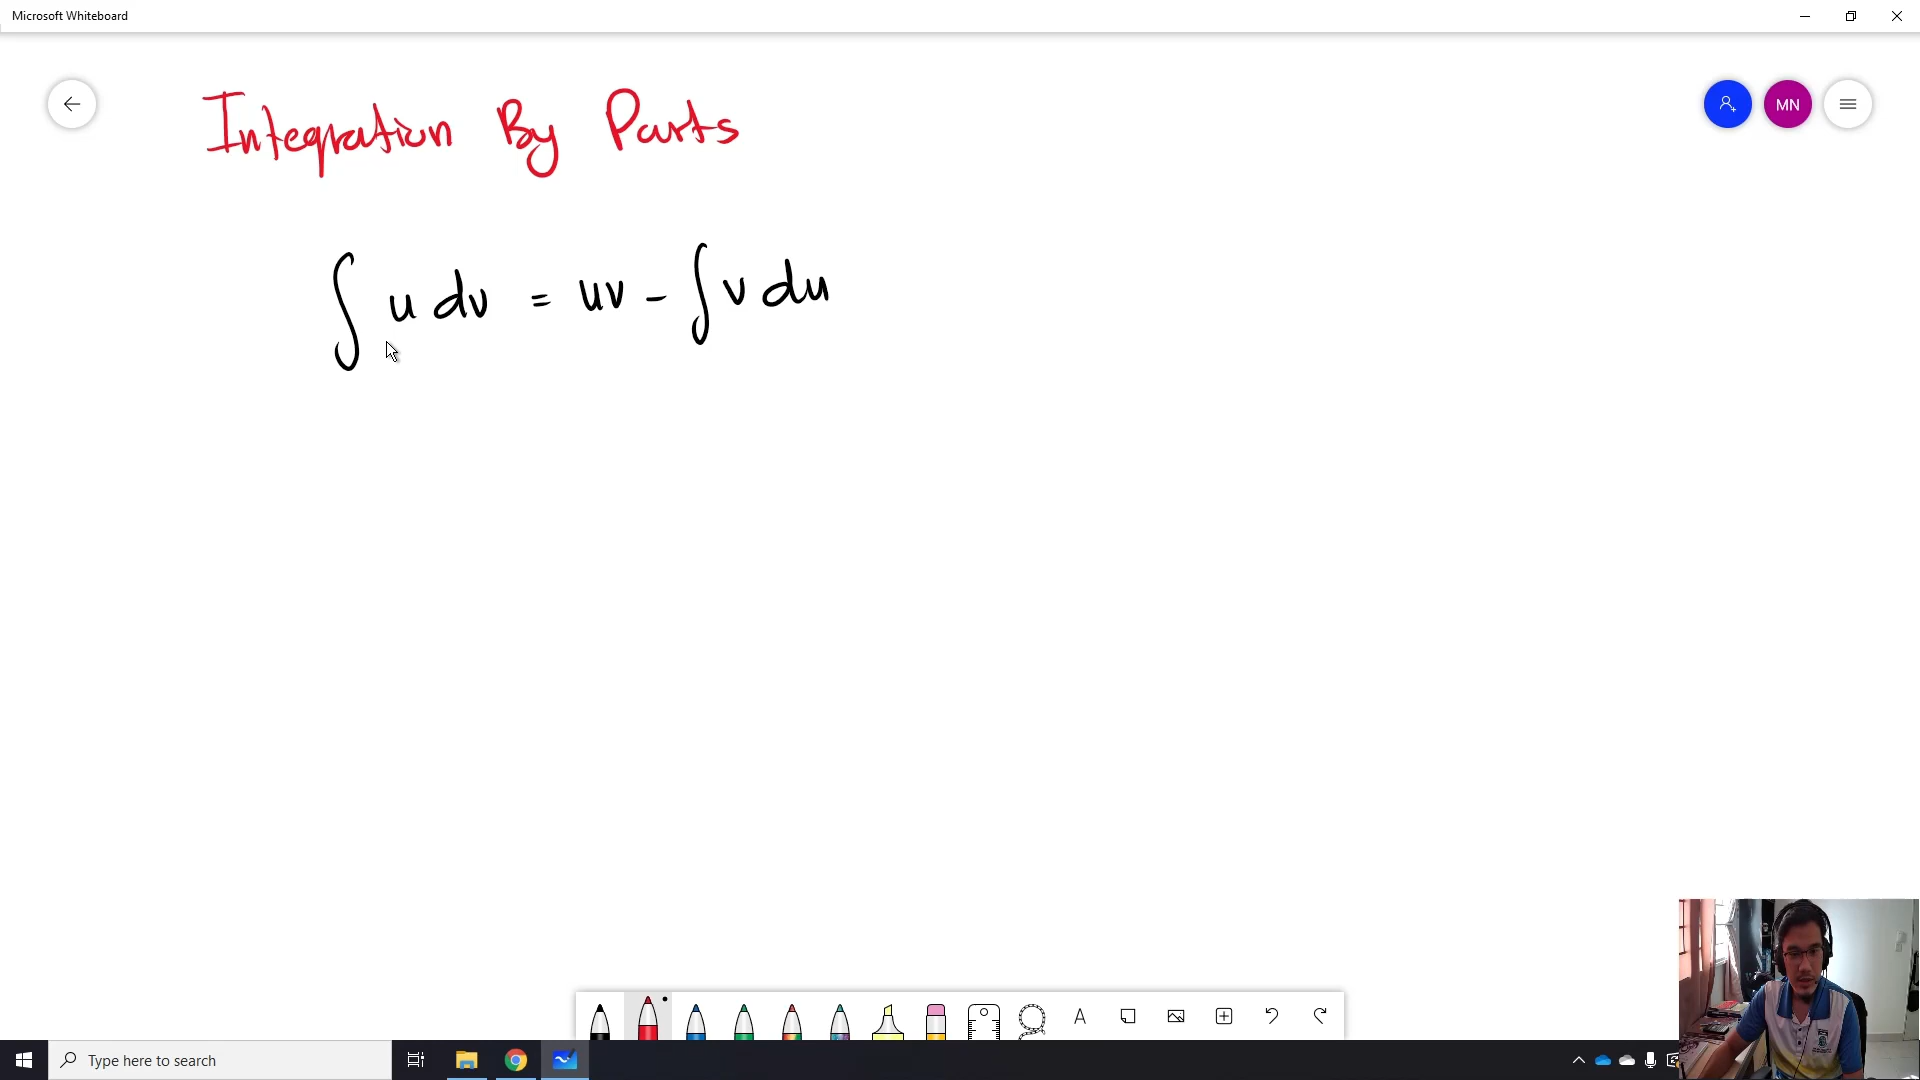 Microsoft Whiteboard
Integration By Parts
MN
∫ u dv = uv - ∫ v du
A
Type here to search